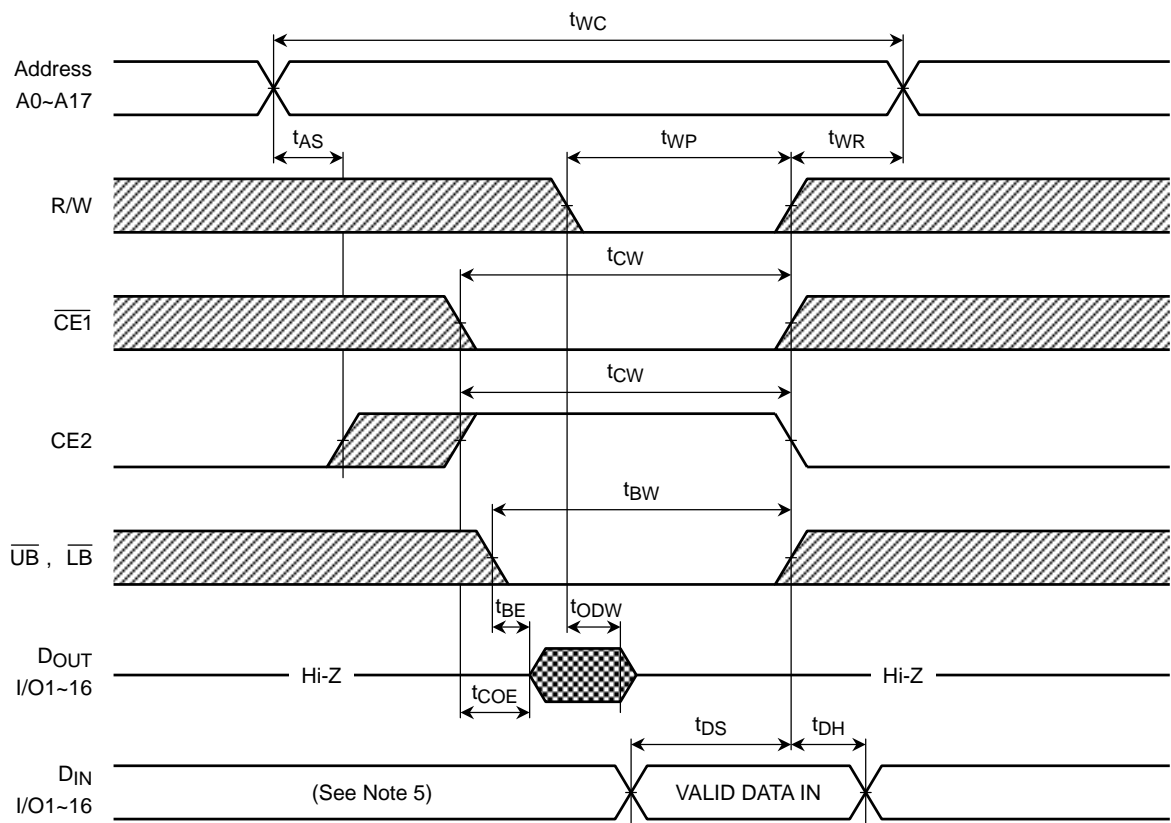 tWC
Address
A0~A17
tAS
tWP
tWR
R/W
tCW
CE1
tCW
CE2
tBW
UB , LB
tBE
tODW
DOUT
I/O1~16
Hi-Z
Hi-Z
tCOE
tDS
tDH
DIN
I/O1~16
(See Note 5)
VALID DATA IN